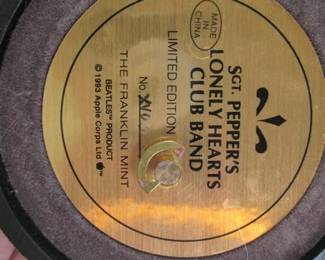 MADE
IN
CHINA
SGT. PEPPER'S
LONELY HEARTS
CLUB BAND
LIMITED EDITION
No.
THE FRANKLIN MINT
BEATLES™ PRODUCT
© 1993 Apple Corps Ltd